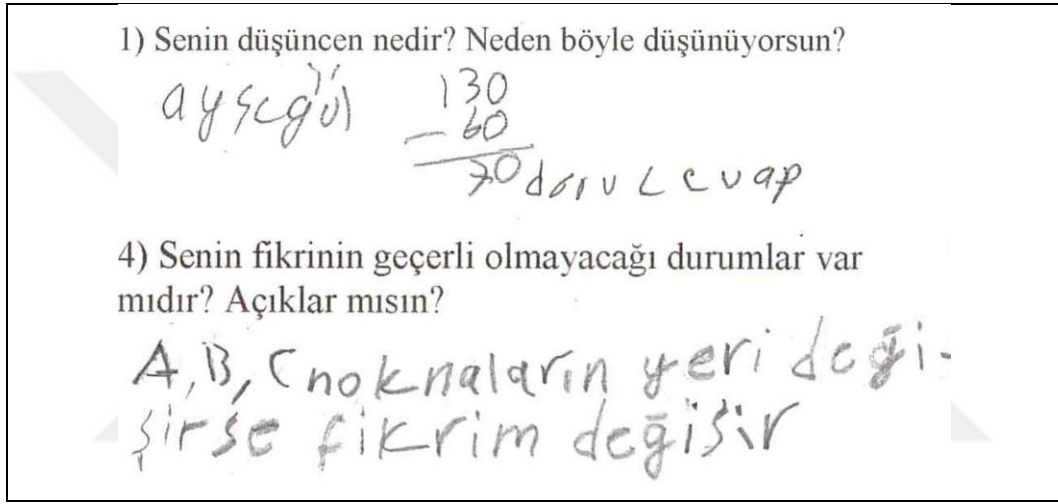 1) Senin düşüncen nedir? Neden böyle düşünüyorsun?
ayşegül 130
- 60
70 doru cevap
4) Senin fikrinin geçerli olmayacağı durumlar var
mıdır? Açıklar mısın?
A, B, C noknaların yeri deği-
şirse fikrim değişir